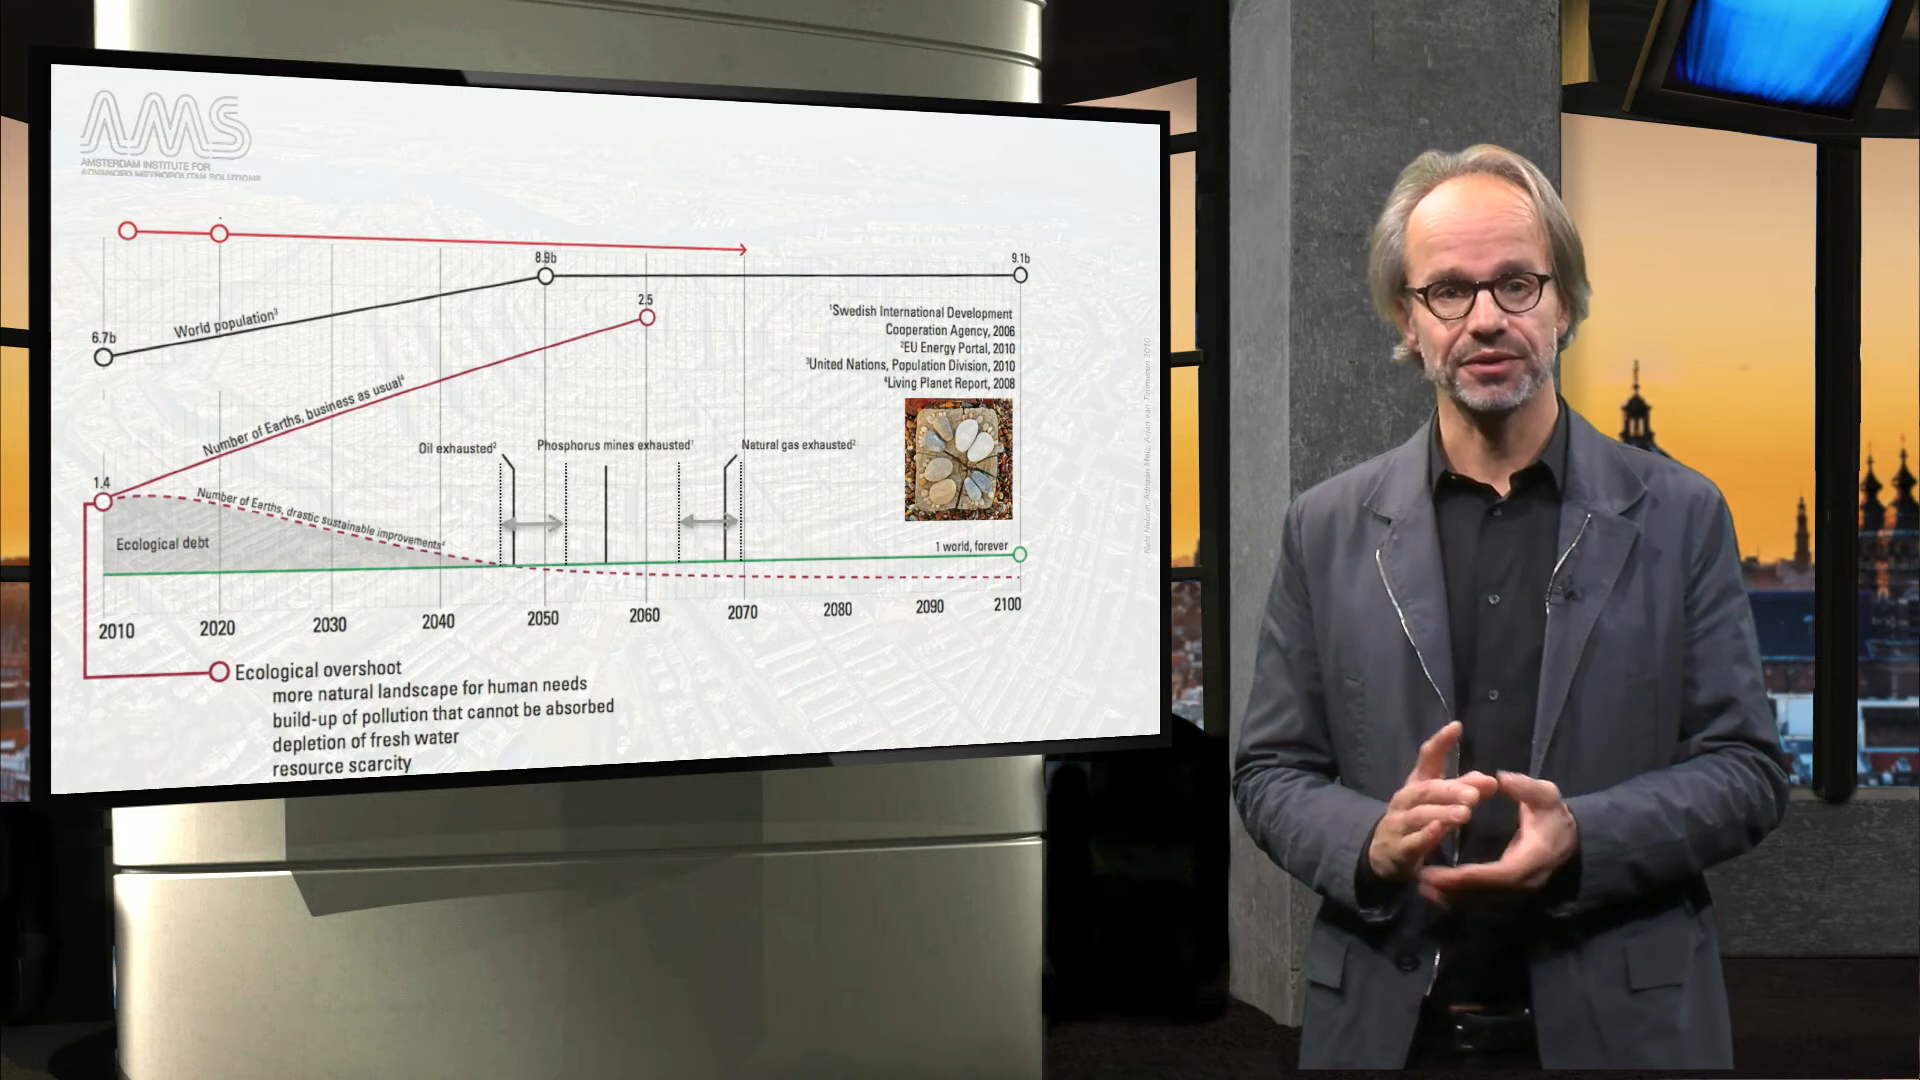 AMS
AMSTERDAM INSTITUTE FOR
ADVANCED METROPOLITAN SOLUTIONS
8.9b
9.1b
2.5
World population³
6.7b
¹Swedish International Development
Cooperation Agency, 2006
²EU Energy Portal, 2010
³United Nations, Population Division, 2010
⁴Living Planet Report, 2008
Number of Earths, business as usual⁴
Oil exhausted²
Phosphorus mines exhausted¹
Natural gas exhausted²
1.4
Number of Earths, drastic sustainable improvements⁴
Ecological debt
1 world, forever
2010 2020 2030 2040 2050 2060 2070 2080 2090 2100
Ecological overshoot
more natural landscape for human needs
build-up of pollution that cannot be absorbed
depletion of fresh water
resource scarcity